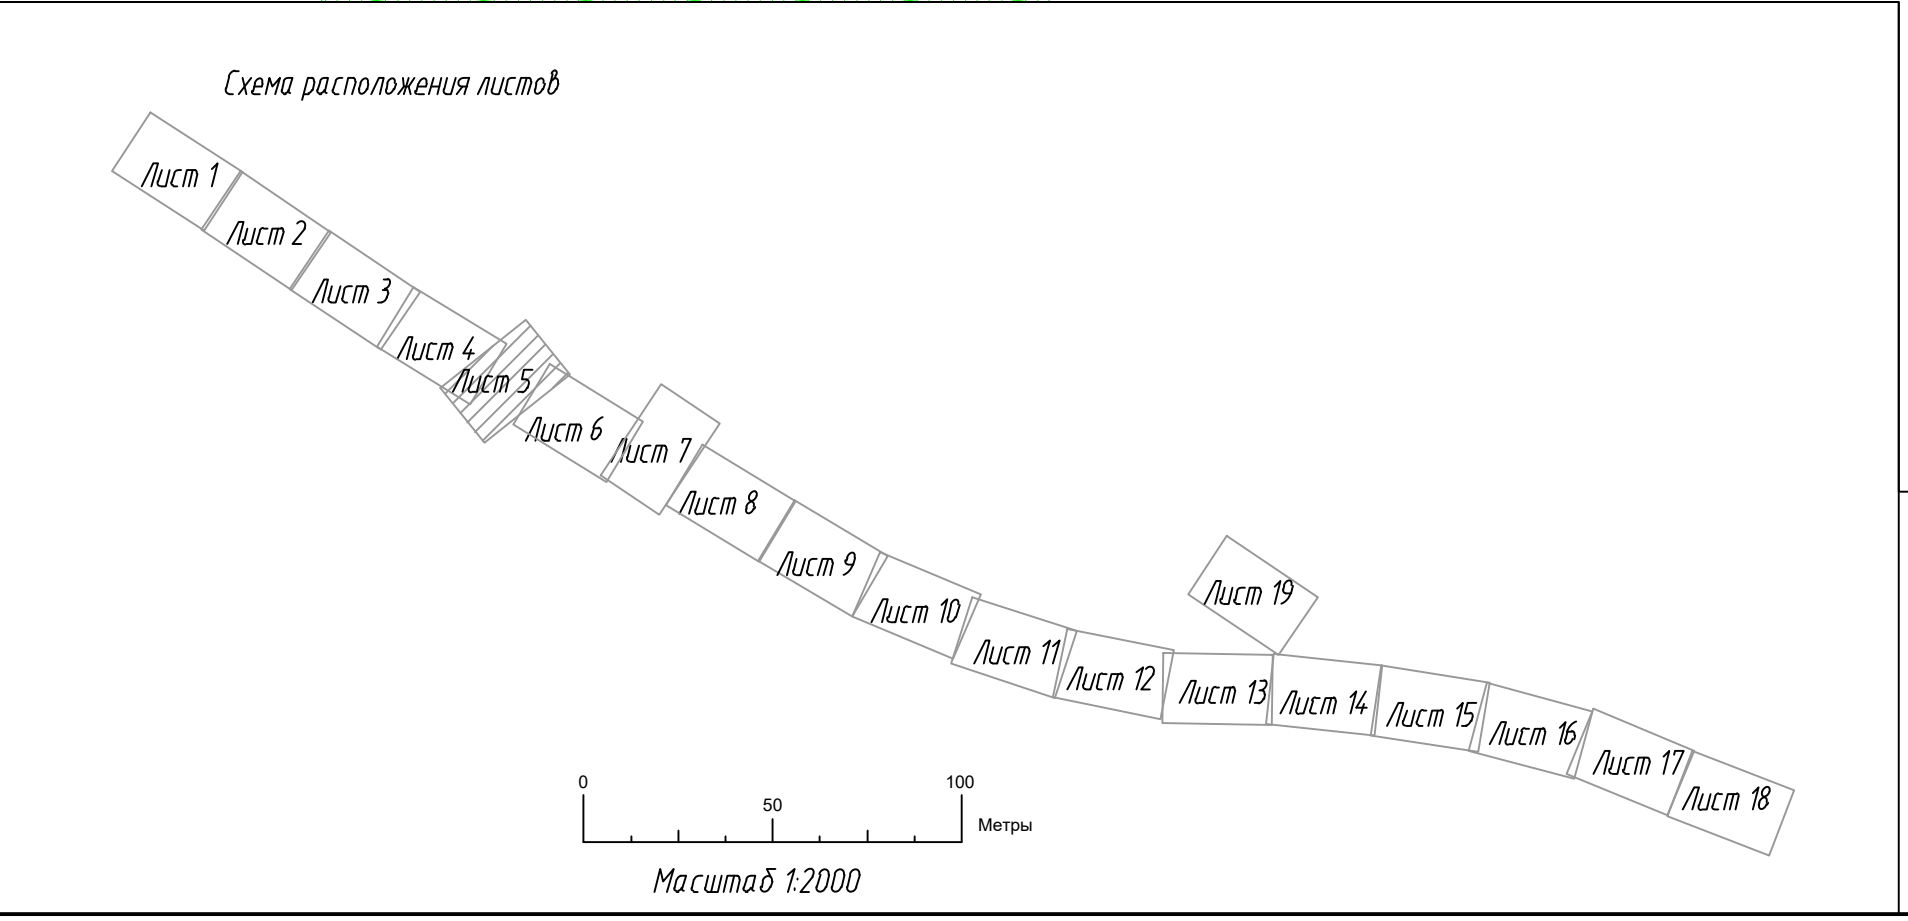 Схема расположения листов
Лист 1
Лист 2
Лист 3
Лист 4
Лист 5
Лист 6
Лист 7
Лист 8
Лист 9
Лист 10
Лист 11
Лист 12
Лист 13
Лист 14
Лист 15
Лист 16
Лист 17
Лист 18
Лист 19
0 50 100
Метры
Масштаб 1:2000